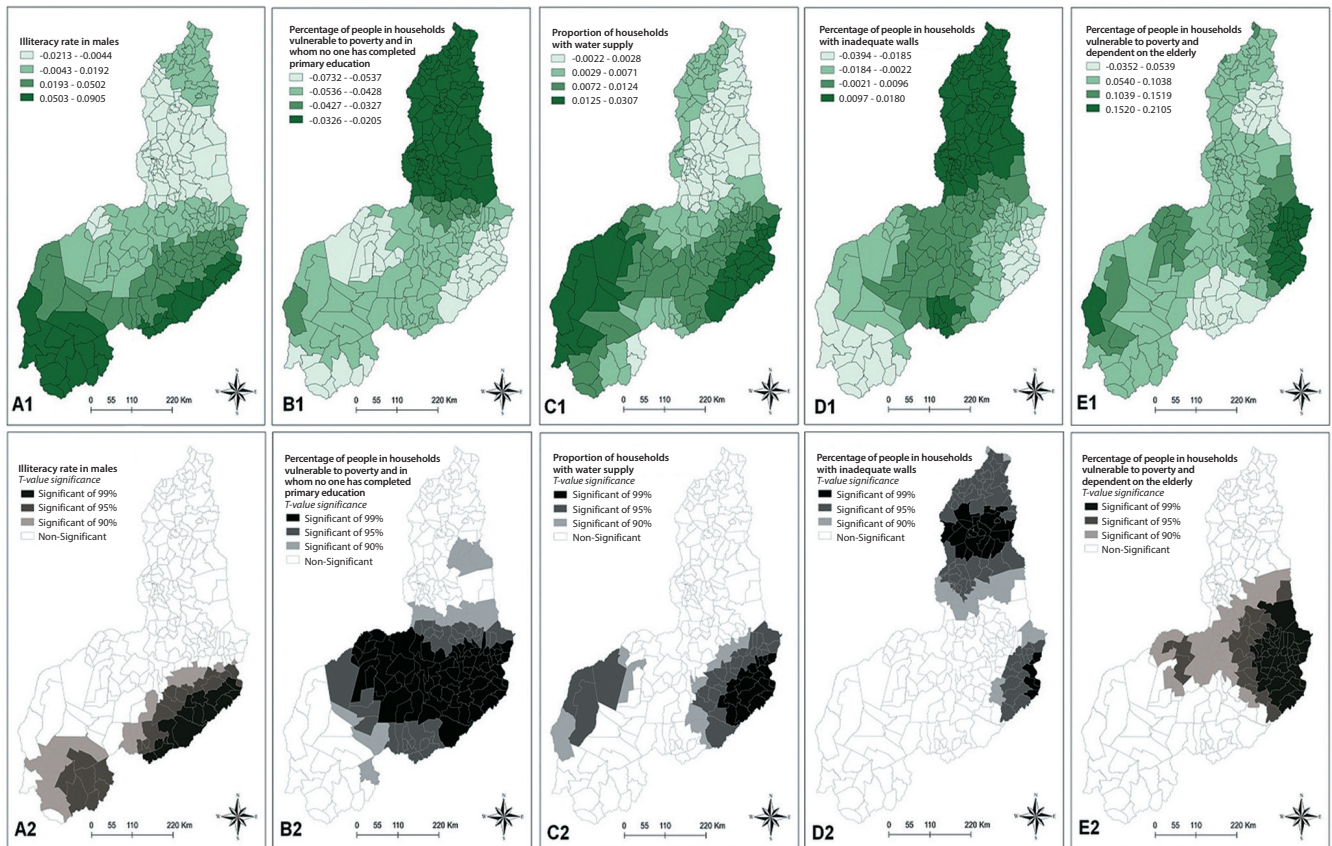 Illiteracy rate in males
-0.0213 - -0.0044
-0.0043 - 0.0192
0.0193 - 0.0502
0.0503 - 0.0905
N
W
E
S
A1
0 55 110 220 Km
Percentage of people in households
vulnerable to poverty and in
whom no one has completed
primary education
-0.0732 - -0.0537
-0.0536 - -0.0428
-0.0427 - -0.0327
-0.0326 - -0.0205
N
W
E
S
B1
0 55 110 220 Km
Proportion of households
with water supply
-0.0022 - 0.0028
0.0029 - 0.0071
0.0072 - 0.0124
0.0125 - 0.0307
N
W
E
S
C1
0 55 110 220 Km
Percentage of people in households
with inadequate walls
-0.0394 - -0.0185
-0.0184 - -0.0022
-0.0021 - 0.0096
0.0097 - 0.0180
N
W
E
S
D1
0 55 110 220 Km
Percentage of people in households
vulnerable to poverty and
dependent on the elderly
-0.0352 - 0.0539
0.0540 - 0.1038
0.1039 - 0.1519
0.1520 - 0.2105
N
W
E
S
E1
0 55 110 220 Km
Illiteracy rate in males
T-value significance
Significant of 99%
Significant of 95%
Significant of 90%
Non-Significant
N
W
E
S
A2
0 55 110 220 Km
Percentage of people in households
vulnerable to poverty and in
whom no one has completed
primary education
T-value significance
Significant of 99%
Significant of 95%
Significant of 90%
Non-Significant
N
W
E
S
B2
0 55 110 220 Km
Proportion of households
with water supply
T-value significance
Significant of 99%
Significant of 95%
Significant of 90%
Non-Significant
N
W
E
S
C2
0 55 110 220 Km
Percentage of people in households
with inadequate walls
T-value significance
Significant of 99%
Significant of 95%
Significant of 90%
Non-Significant
N
W
E
S
D2
0 55 110 220 Km
Percentage of people in households
vulnerable to poverty and
dependent on the elderly
T-value significance
Significant of 99%
Significant of 95%
Significant of 90%
Non-Significant
N
W
E
S
E2
0 55 110 220 Km